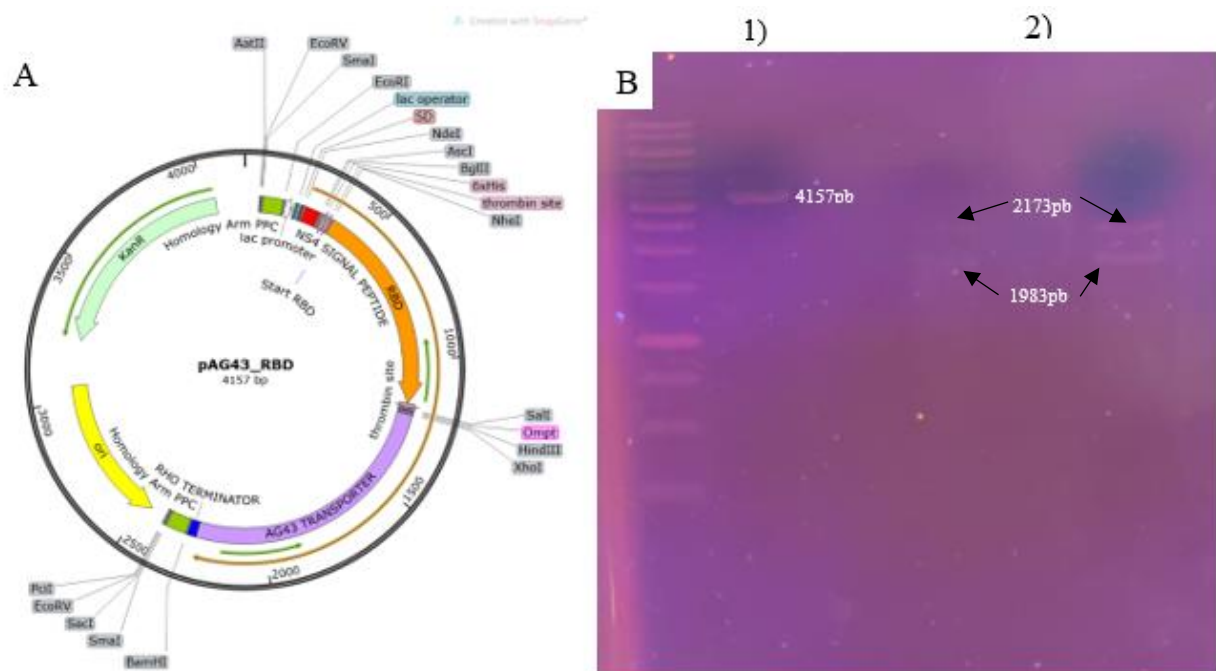 Created with SnapGene®
A
AatII
EcoRV
SmaI
EcoRI
lac operator
SD
NdeI
AscI
BglII
6xHis
thrombin site
NheI
4000
500
KanR
Homology Arm PPC
lac promoter
NS4 SIGNAL PEPTIDE
Start RBD
3500
RBD
1000
pAG43_RBD
4157 bp
thrombin site
SalI
Ompt
HindIII
XhoI
3000
ori
Homology Arm PPC
RHO TERMINATOR
AG43 TRANSPORTER
1500
2500
2000
PciI
EcoRV
SacI
SmaI
BamHI
1)
2)
B
4157pb
2173pb
1983pb